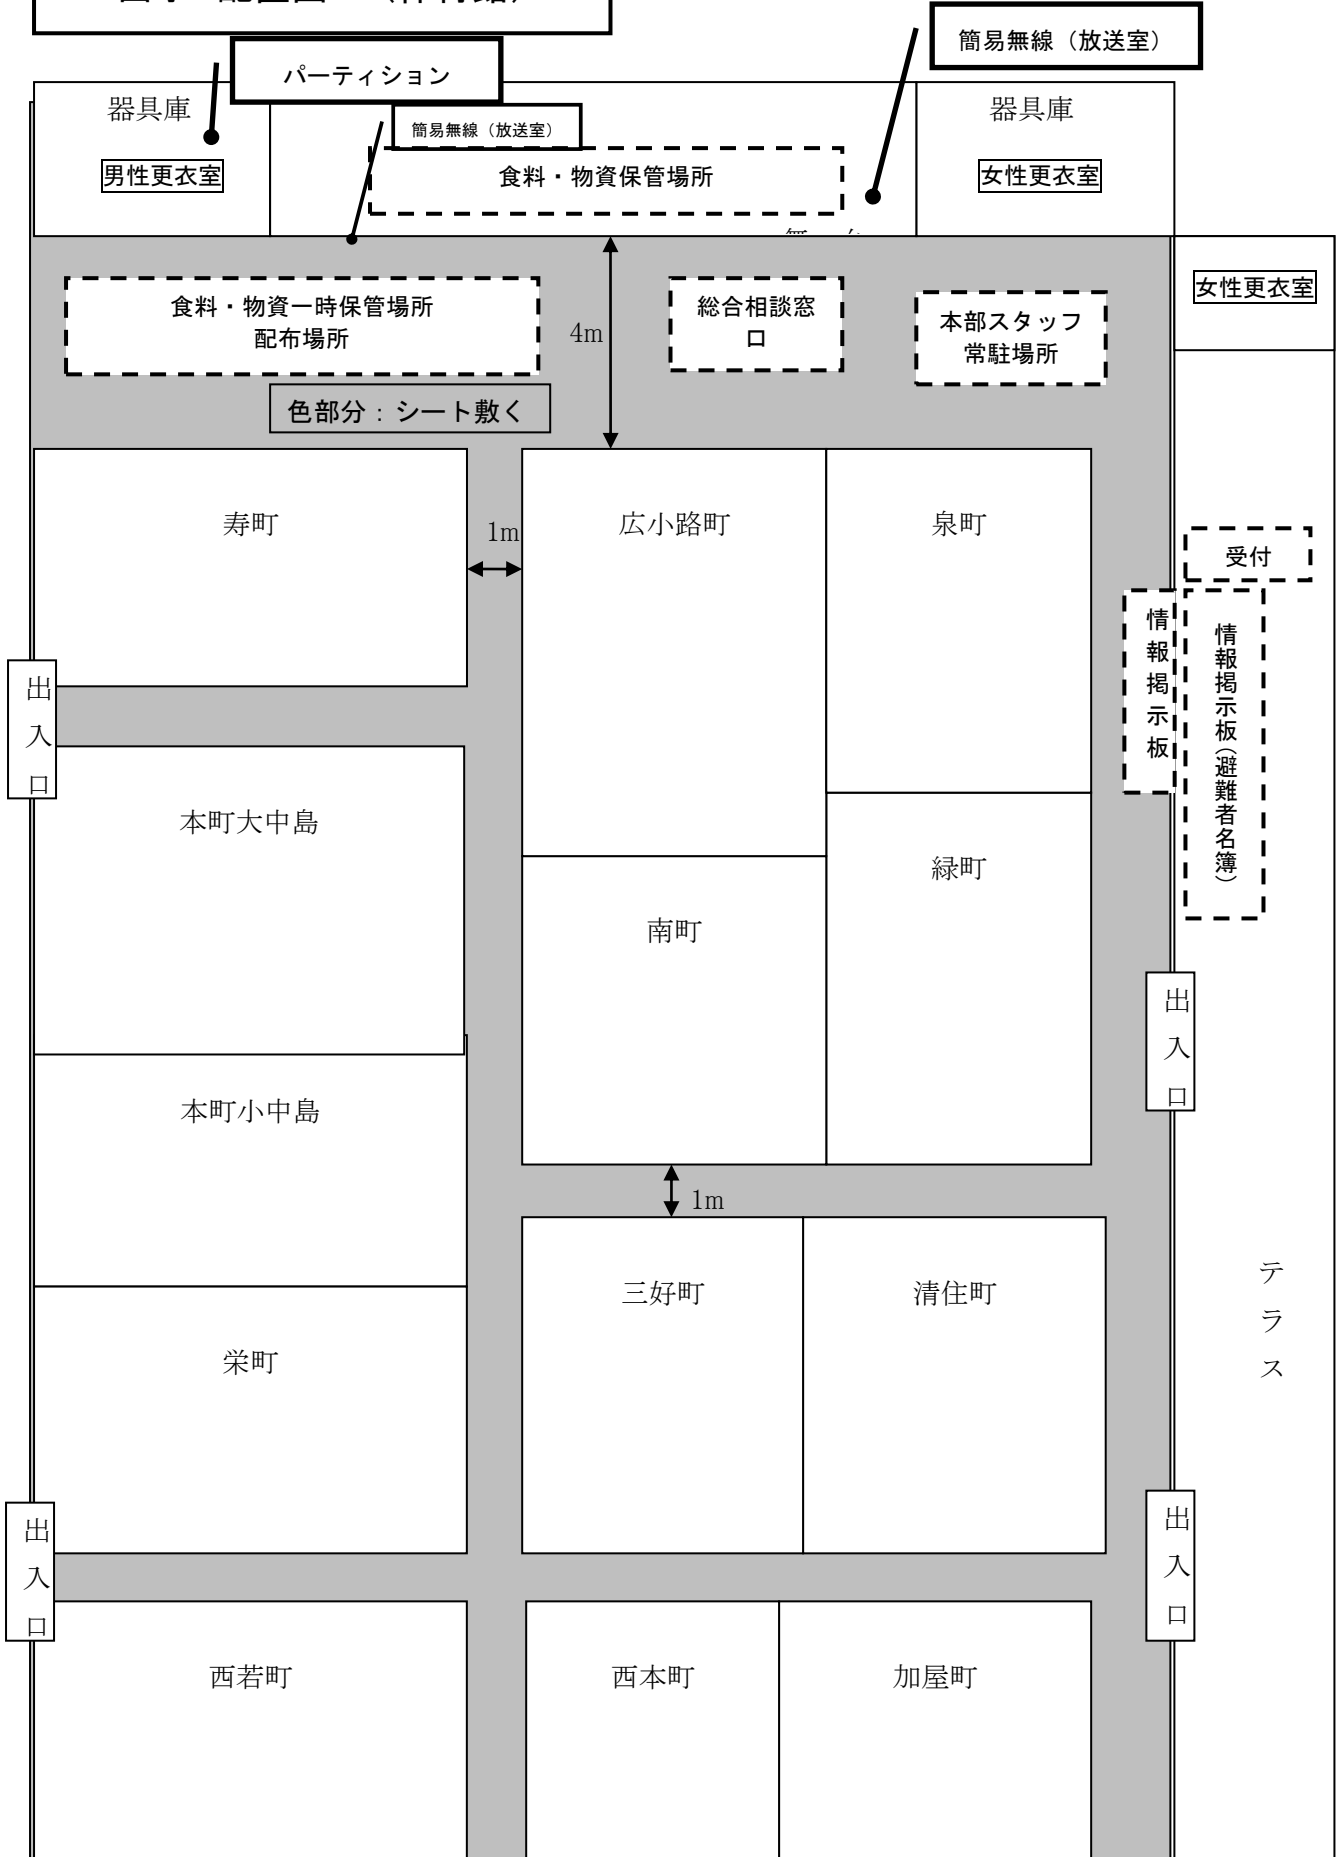 簡易無線（放送室）
パーティション
器具庫
簡易無線（放送室）
器具庫
男性更衣室
食料・物資保管場所
女性更衣室
女性更衣室
食料・物資一時保管場所
配布場所
総合相談窓
口
本部スタッフ
常駐場所
4m
色部分：シート敷く
寿町
1m
広小路町
泉町
受付
情報掲示板
情報掲示板（避難者名簿）
出入口
本町大中島
緑町
南町
出入口
本町小中島
1m
三好町
清住町
テラス
栄町
出入口
出入口
西若町
西本町
加屋町